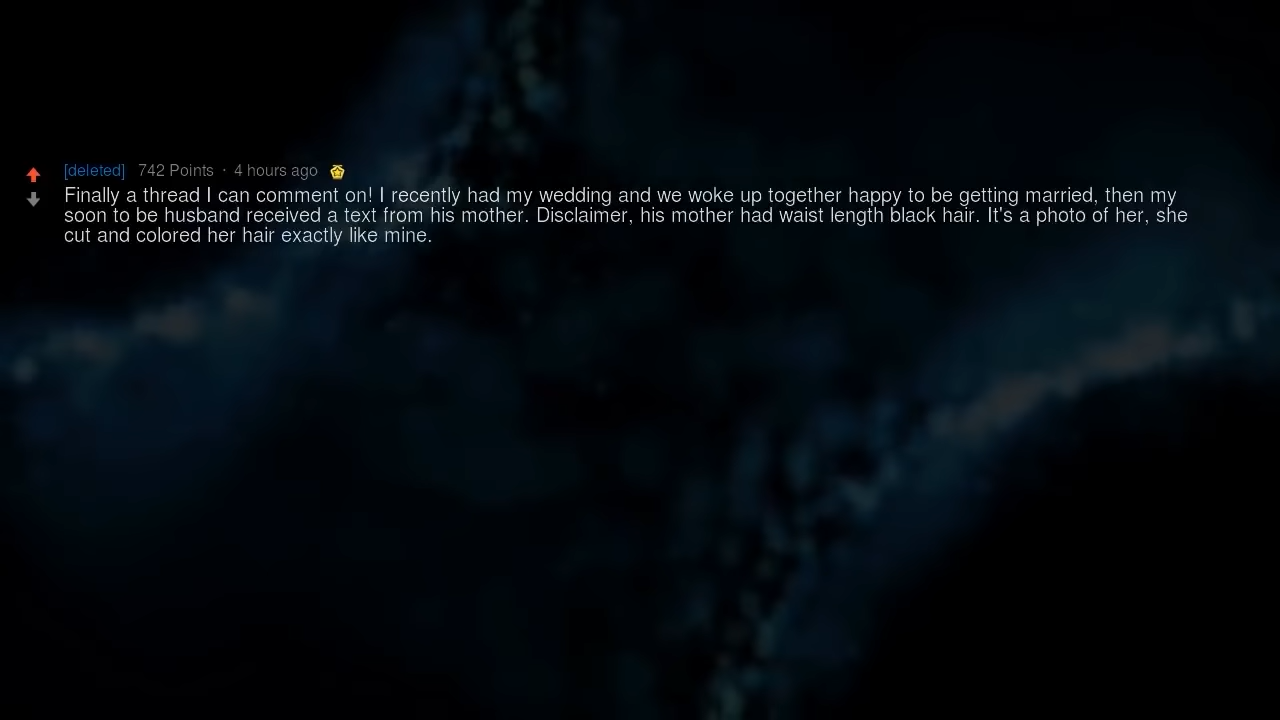 [deleted] 742 Points · 4 hours ago
Finally a thread I can comment on! I recently had my wedding and we woke up together happy to be getting married, then my
soon to be husband received a text from his mother. Disclaimer, his mother had waist length black hair. It's a photo of her, she
cut and colored her hair exactly like mine.